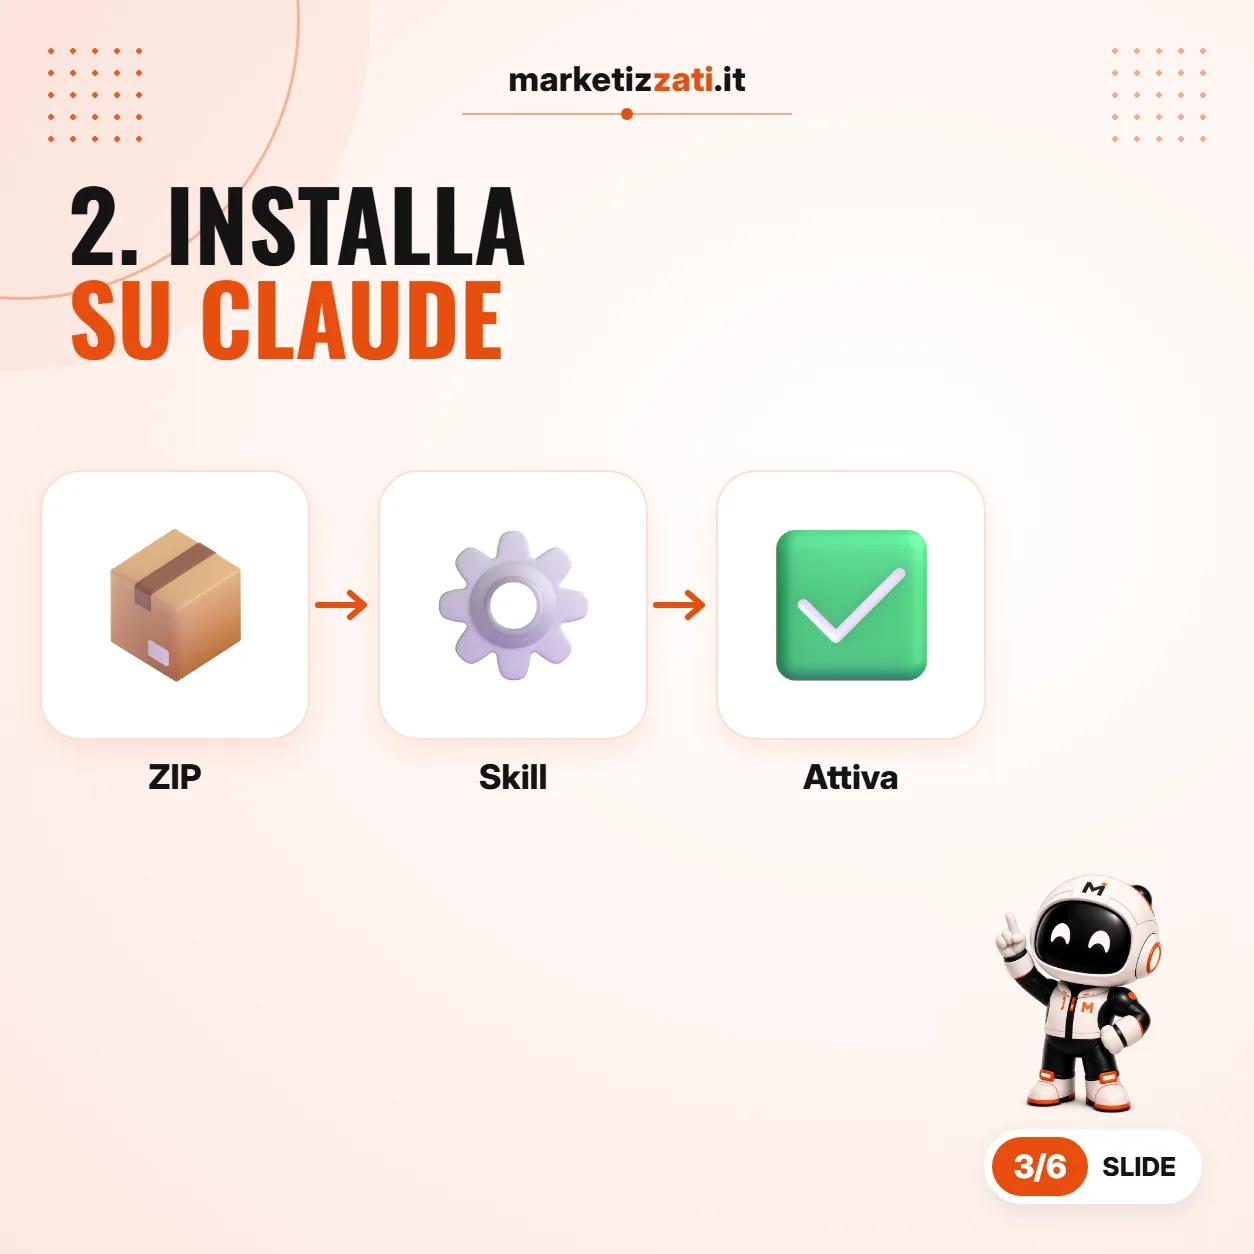 marketizzati.it
2. INSTALLA
SU CLAUDE
ZIP
Skill
Attiva
M
M
3/6 SLIDE